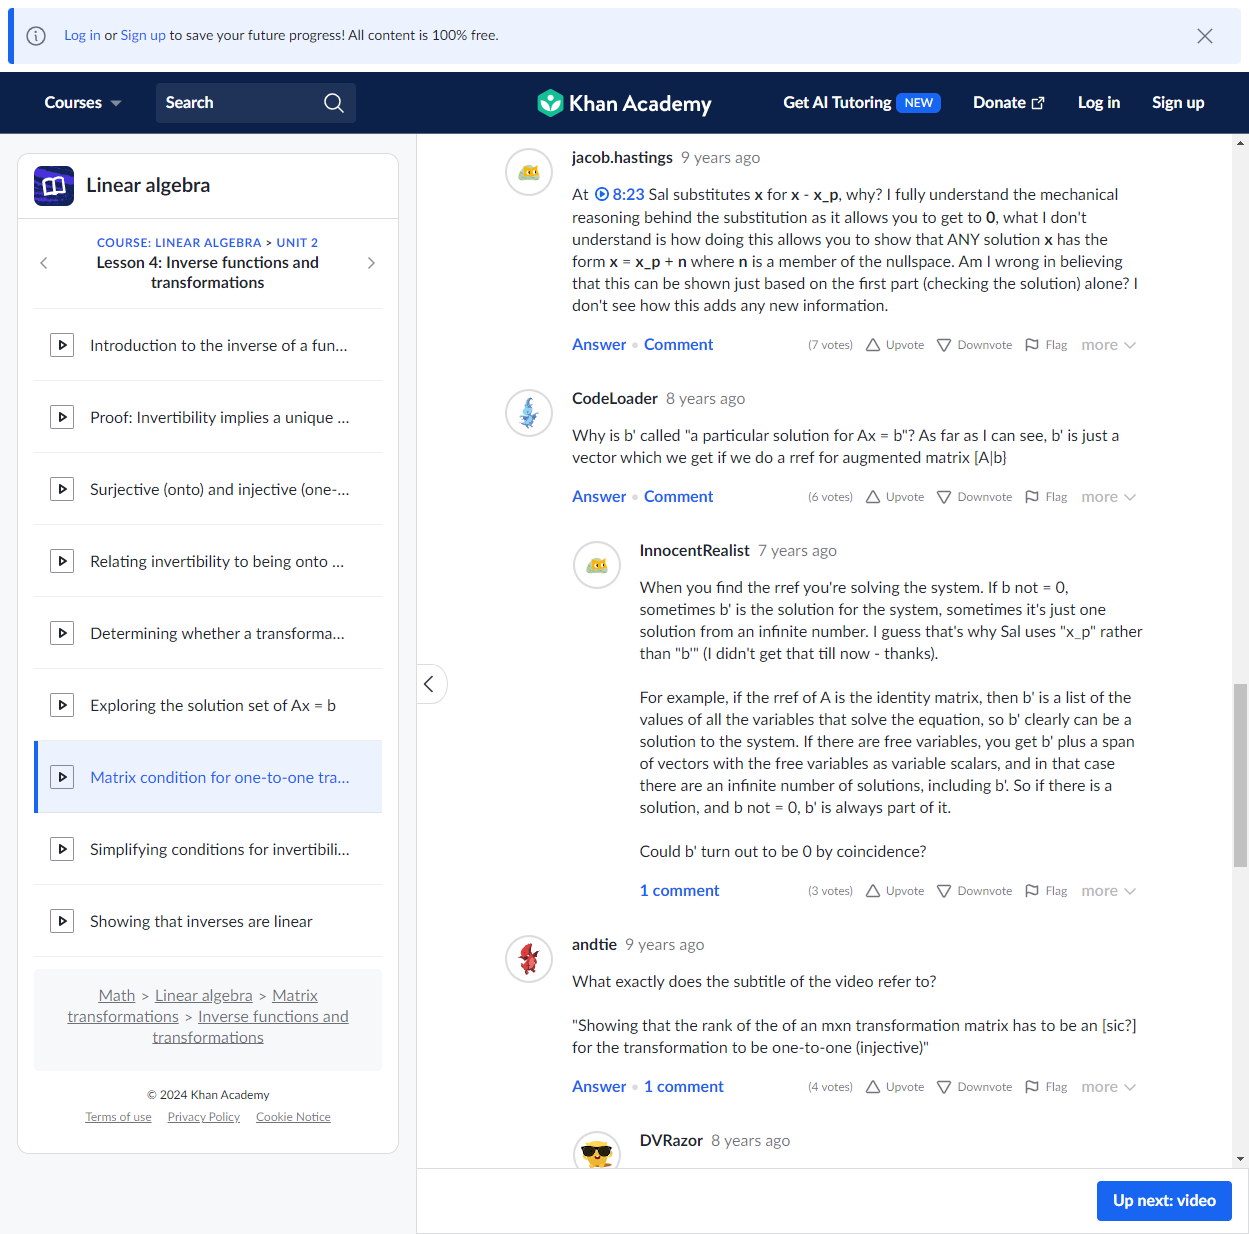 Log in or Sign up to save your future progress! All content is 100% free.
Courses
Search
Khan Academy
Get AI Tutoring NEW
Donate
Log in
Sign up
Linear algebra
COURSE: LINEAR ALGEBRA > UNIT 2
Lesson 4: Inverse functions and
transformations
Introduction to the inverse of a fun...
Proof: Invertibility implies a unique ...
Surjective (onto) and injective (one-...
Relating invertibility to being onto ...
Determining whether a transforma...
Exploring the solution set of Ax = b
Matrix condition for one-to-one tra...
Simplifying conditions for invertibili...
Showing that inverses are linear
Math > Linear algebra > Matrix
transformations > Inverse functions and
transformations
© 2024 Khan Academy
Terms of use Privacy Policy Cookie Notice
jacob.hastings 9 years ago
At 8:23 Sal substitutes x for x - x_p, why? I fully understand the mechanical
reasoning behind the substitution as it allows you to get to 0, what I don't
understand is how doing this allows you to show that ANY solution x has the
form x = x_p + n where n is a member of the nullspace. Am I wrong in believing
that this can be shown just based on the first part (checking the solution) alone? I
don't see how this adds any new information.
Answer • Comment (7 votes) Upvote Downvote Flag more
CodeLoader 8 years ago
Why is b' called "a particular solution for Ax = b"? As far as I can see, b' is just a
vector which we get if we do a rref for augmented matrix [A|b}
Answer • Comment (6 votes) Upvote Downvote Flag more
InnocentRealist 7 years ago
When you find the rref you're solving the system. If b not = 0,
sometimes b' is the solution for the system, sometimes it's just one
solution from an infinite number. I guess that's why Sal uses "x_p" rather
than "b'" (I didn't get that till now - thanks).
For example, if the rref of A is the identity matrix, then b' is a list of the
values of all the variables that solve the equation, so b' clearly can be a
solution to the system. If there are free variables, you get b' plus a span
of vectors with the free variables as variable scalars, and in that case
there are an infinite number of solutions, including b'. So if there is a
solution, and b not = 0, b' is always part of it.
Could b' turn out to be 0 by coincidence?
1 comment (3 votes) Upvote Downvote Flag more
andtie 9 years ago
What exactly does the subtitle of the video refer to?
"Showing that the rank of the of an mxn transformation matrix has to be an [sic?]
for the transformation to be one-to-one (injective)"
Answer • 1 comment (4 votes) Upvote Downvote Flag more
DVRazor 8 years ago
Up next: video